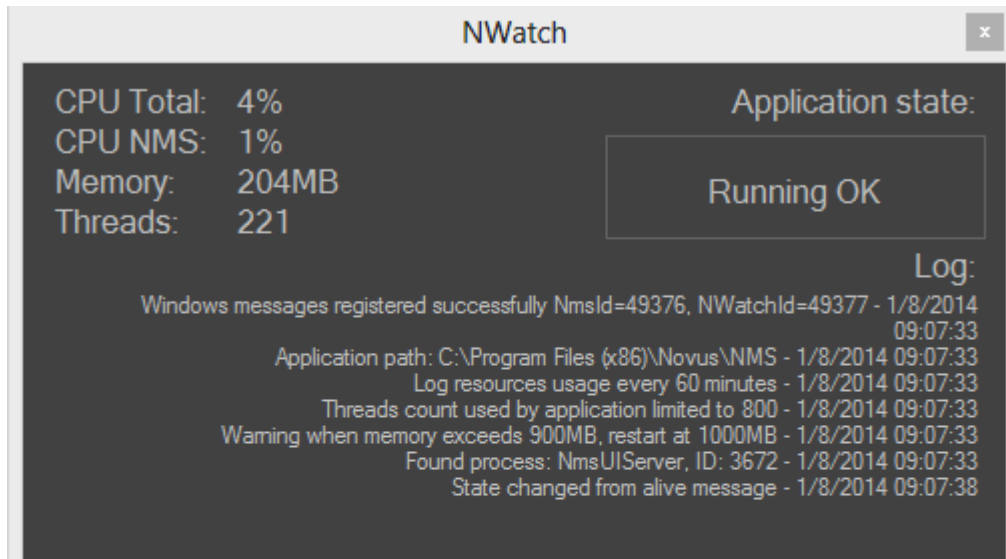 NWatch
x
CPU Total: 4%
CPU NMS: 1%
Memory: 204MB
Threads: 221
Application state:
Running OK
Log:
Windows messages registered successfully NmsId=49376, NWatchId=49377 - 1/8/2014
09:07:33
Application path: C:\Program Files (x86)\Novus\NMS - 1/8/2014 09:07:33
Log resources usage every 60 minutes - 1/8/2014 09:07:33
Threads count used by application limited to 800 - 1/8/2014 09:07:33
Warning when memory exceeds 900MB, restart at 1000MB - 1/8/2014 09:07:33
Found process: NmsUIServer, ID: 3672 - 1/8/2014 09:07:33
State changed from alive message - 1/8/2014 09:07:38